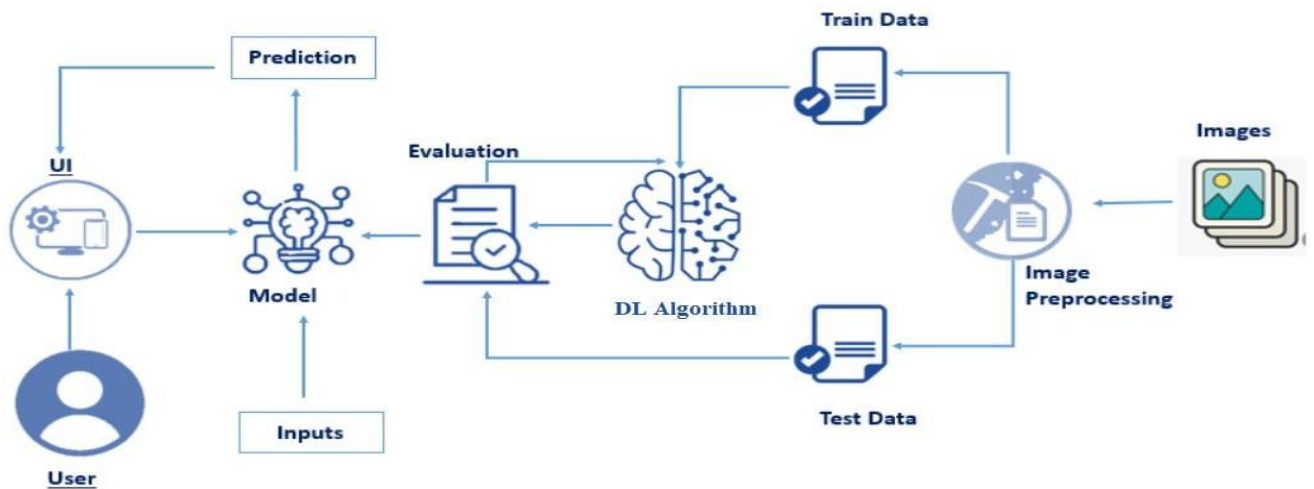 Train Data
Prediction
Images
Evaluation
UI
Image
Preprocessing
Model
DL Algorithm
Test Data
Inputs
User